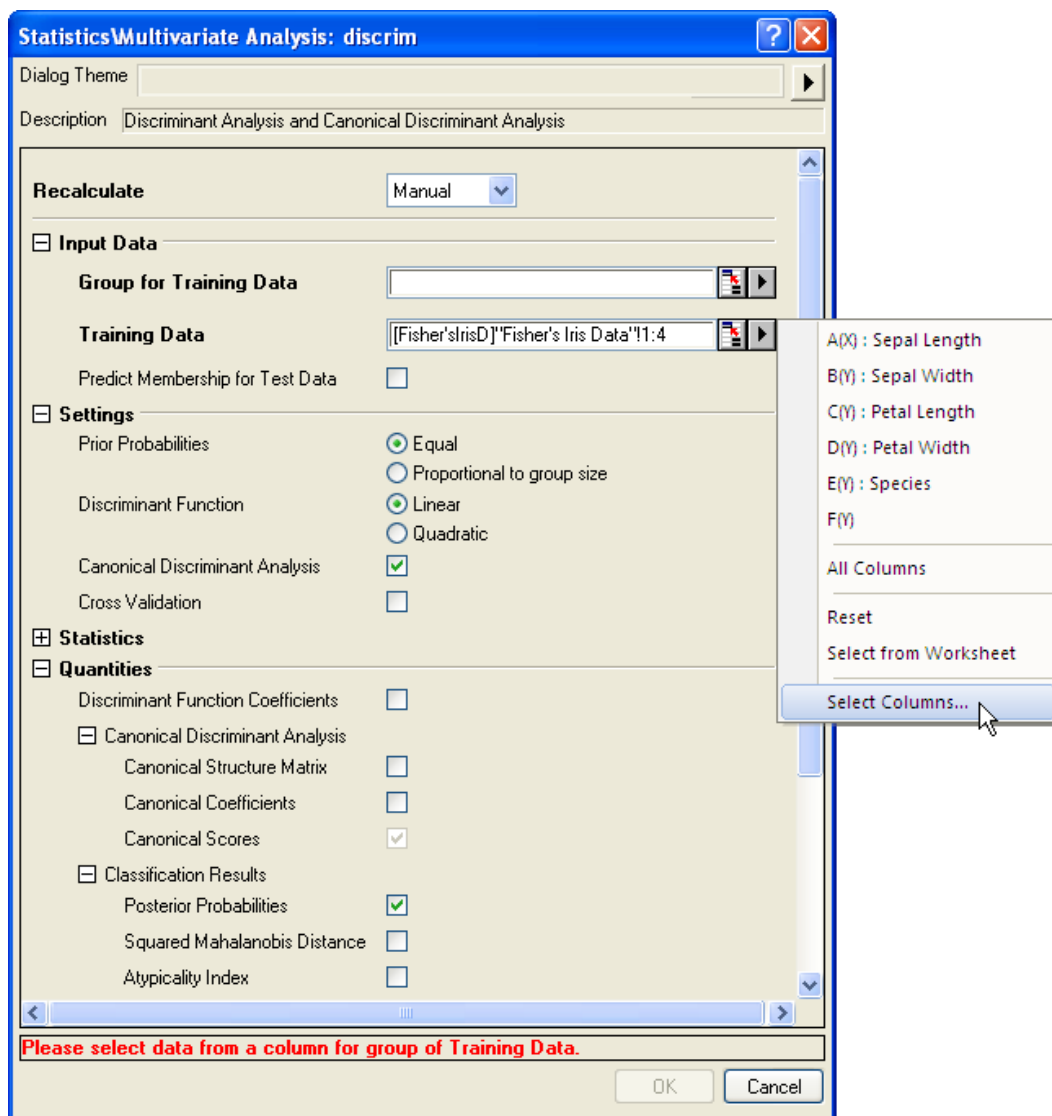 Statistics\Multivariate Analysis: discrim
Dialog Theme
Description Discriminant Analysis and Canonical Discriminant Analysis
Recalculate Manual
Input Data
Group for Training Data
Training Data [Fisher'sIrisD]"Fisher's Iris Data"!1:4
Predict Membership for Test Data
Settings
Prior Probabilities Equal
Proportional to group size
Discriminant Function Linear
Quadratic
Canonical Discriminant Analysis
Cross Validation
Statistics
Quantities
Discriminant Function Coefficients
Canonical Discriminant Analysis
Canonical Structure Matrix
Canonical Coefficients
Canonical Scores
Classification Results
Posterior Probabilities
Squared Mahalanobis Distance
Atypicality Index
Please select data from a column for group of Training Data.
OK Cancel
A(X) : Sepal Length
B(Y) : Sepal Width
C(Y) : Petal Length
D(Y) : Petal Width
E(Y) : Species
F(Y)
All Columns
Reset
Select from Worksheet
Select Columns...